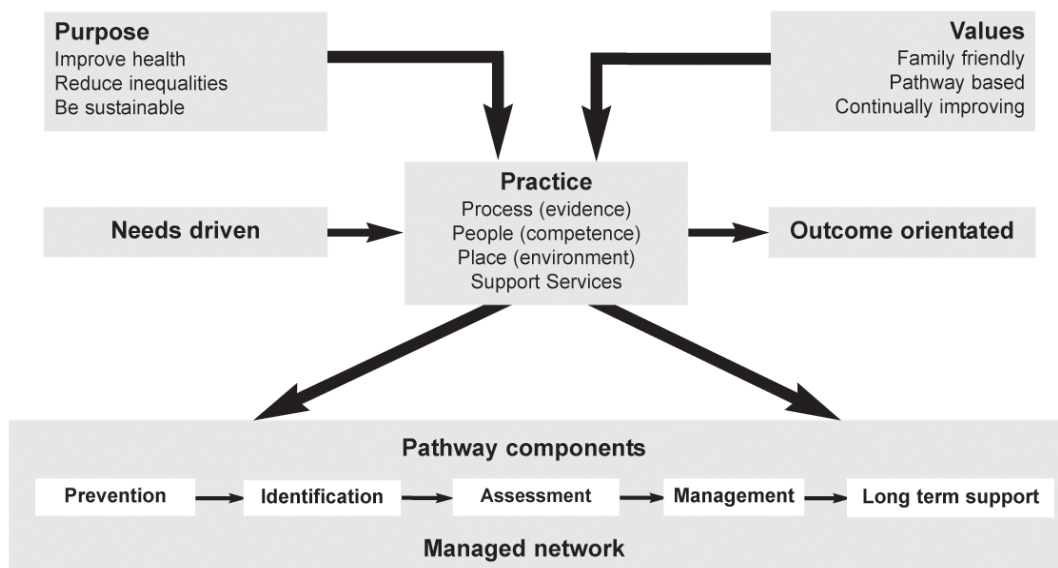 Purpose
Improve health
Reduce inequalities
Be sustainable
Values
Family friendly
Pathway based
Continually improving
Practice
Process (evidence)
People (competence)
Place (environment)
Support Services
Needs driven
Outcome orientated
Pathway components
Prevention
Identification
Assessment
Management
Long term support
Managed network